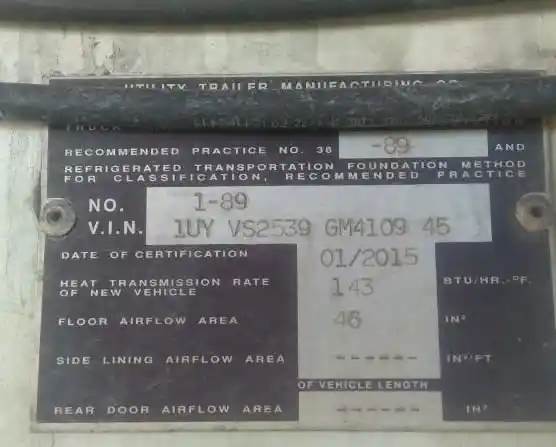 UTILITY TRAILER MANUFACTURING CO
TRUCK
RECOMMENDED PRACTICE NO. 38 -89 AND
REFRIGERATED TRANSPORTATION FOUNDATION METHOD
FOR CLASSIFICATION, RECOMMENDED PRACTICE
NO. 1-89
V.I.N. 1UY VS2539 GM4109 45
DATE OF CERTIFICATION 01/2015
HEAT TRANSMISSION RATE
OF NEW VEHICLE 143 BTU/HR.-°F.
FLOOR AIRFLOW AREA 46 IN²
SIDE LINING AIRFLOW AREA ------ IN²/FT.
OF VEHICLE LENGTH
REAR DOOR AIRFLOW AREA ------ IN²